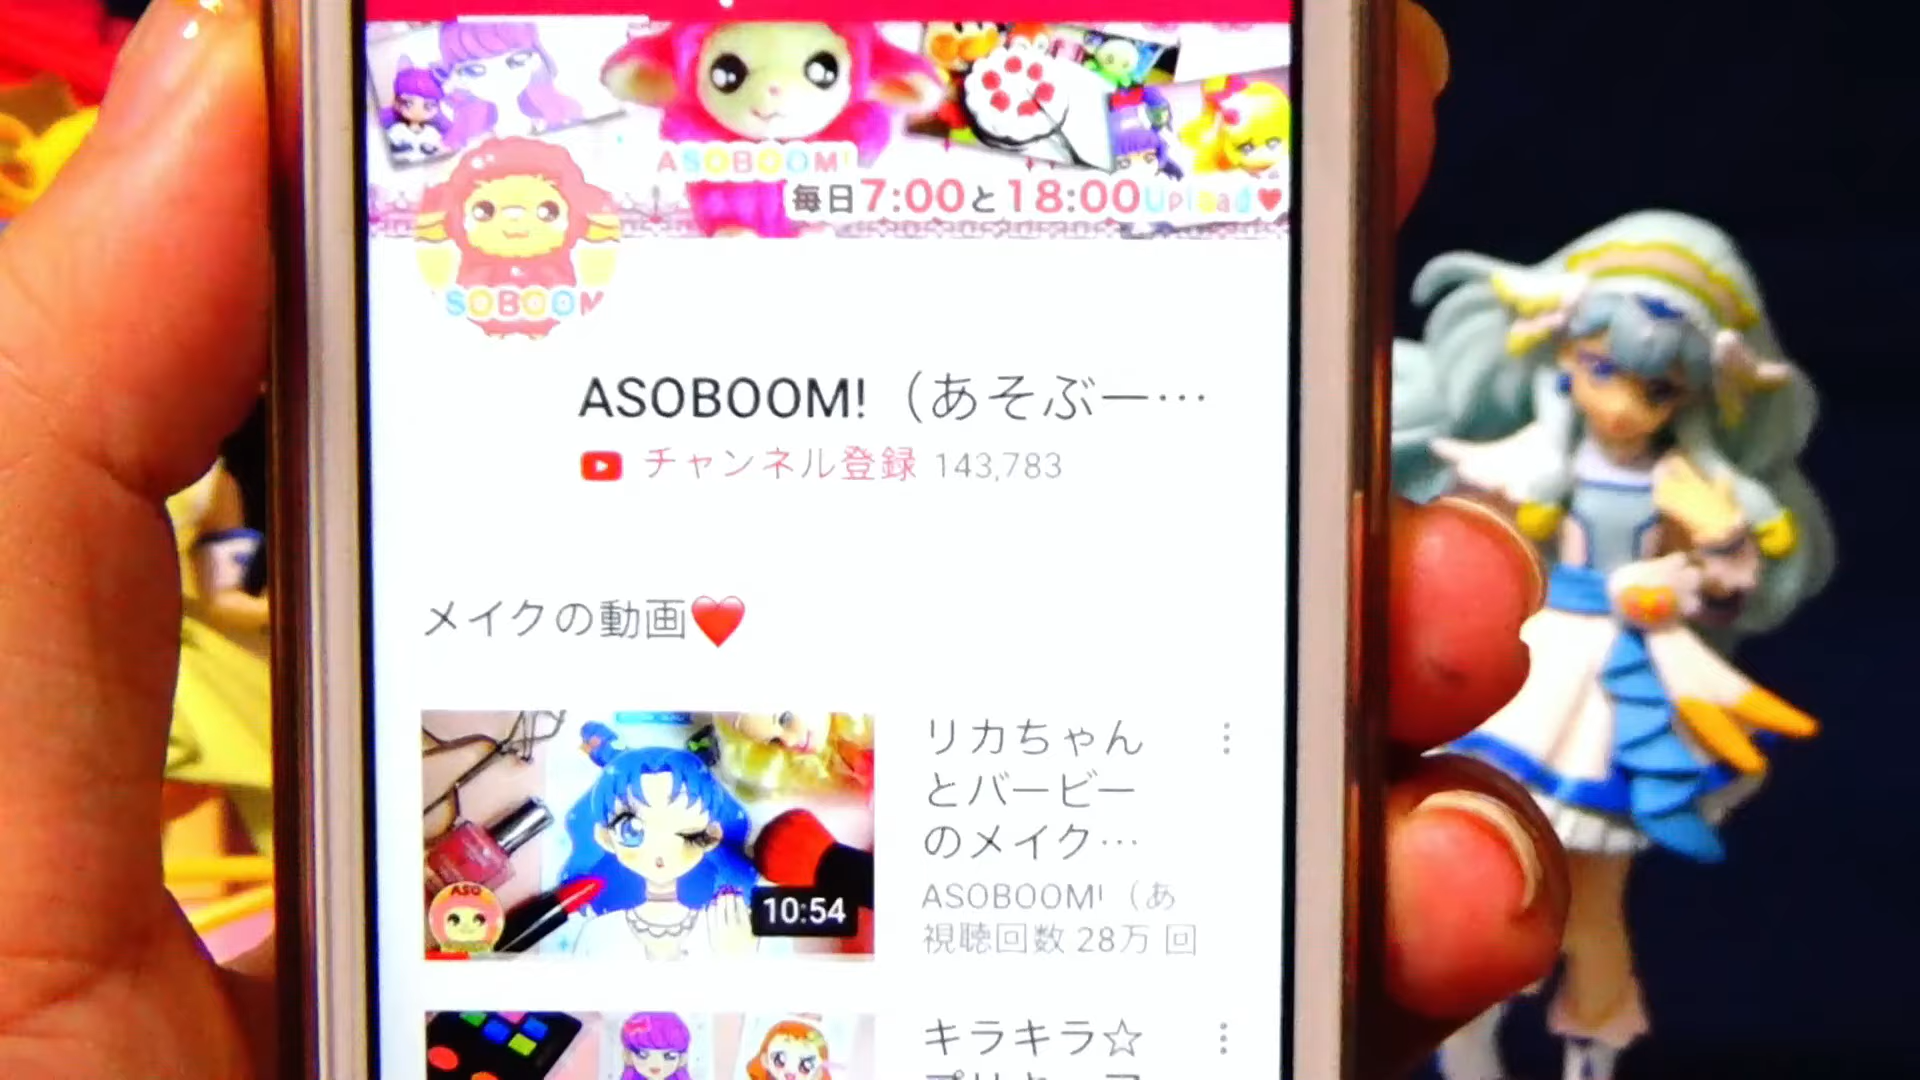 ASOBOOM!
毎日7:00と18:00Upload♥
SOBOOM
ASOBOOM!（あそぶー…
チャンネル登録 143,783
メイクの動画❤
リカちゃん
とバービー
のメイク…
ASOBOOM!（あ
視聴回数 28万 回
ASO
10:54
キラキラ☆